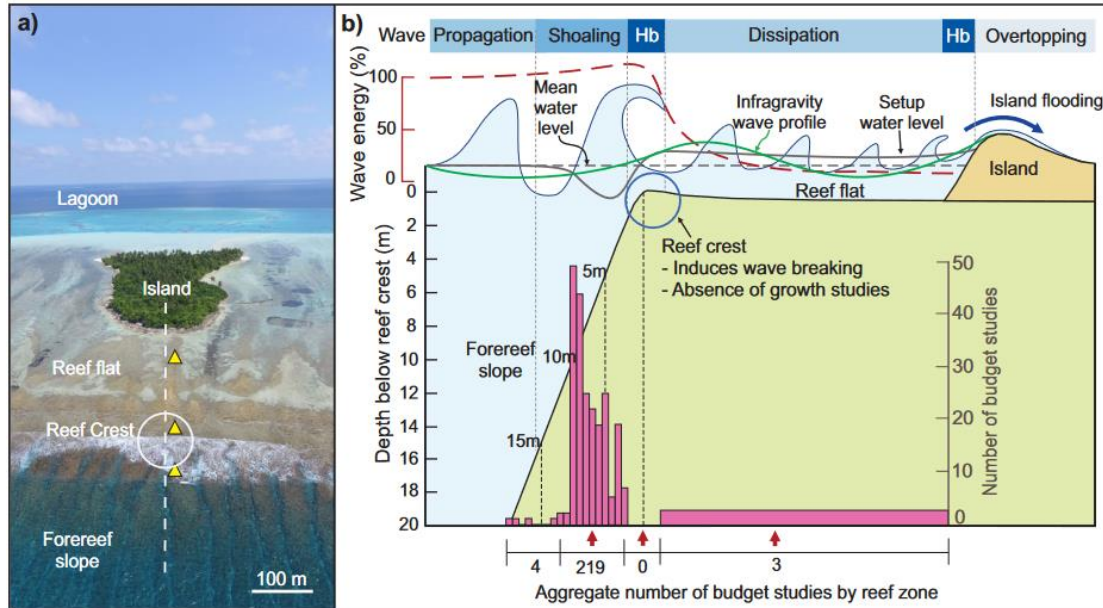 a)
Lagoon
Island
Reef flat
Reef Crest
Forereef
slope
100 m
b)
Wave Propagation Shoaling Hb Dissipation Hb Overtopping
Wave energy (%)
100
50
0
Mean
water
level
Infragravity
wave profile
Setup
water level
Island flooding
Island
Reef flat
Depth below reef crest (m)
0
2
4
6
8
10
12
14
16
18
20
Reef crest
- Induces wave breaking
- Absence of growth studies
5m
10m
15m
Forereef
slope
50
40
30
20
10
0
Number of budget studies
4 219 0 3
Aggregate number of budget studies by reef zone